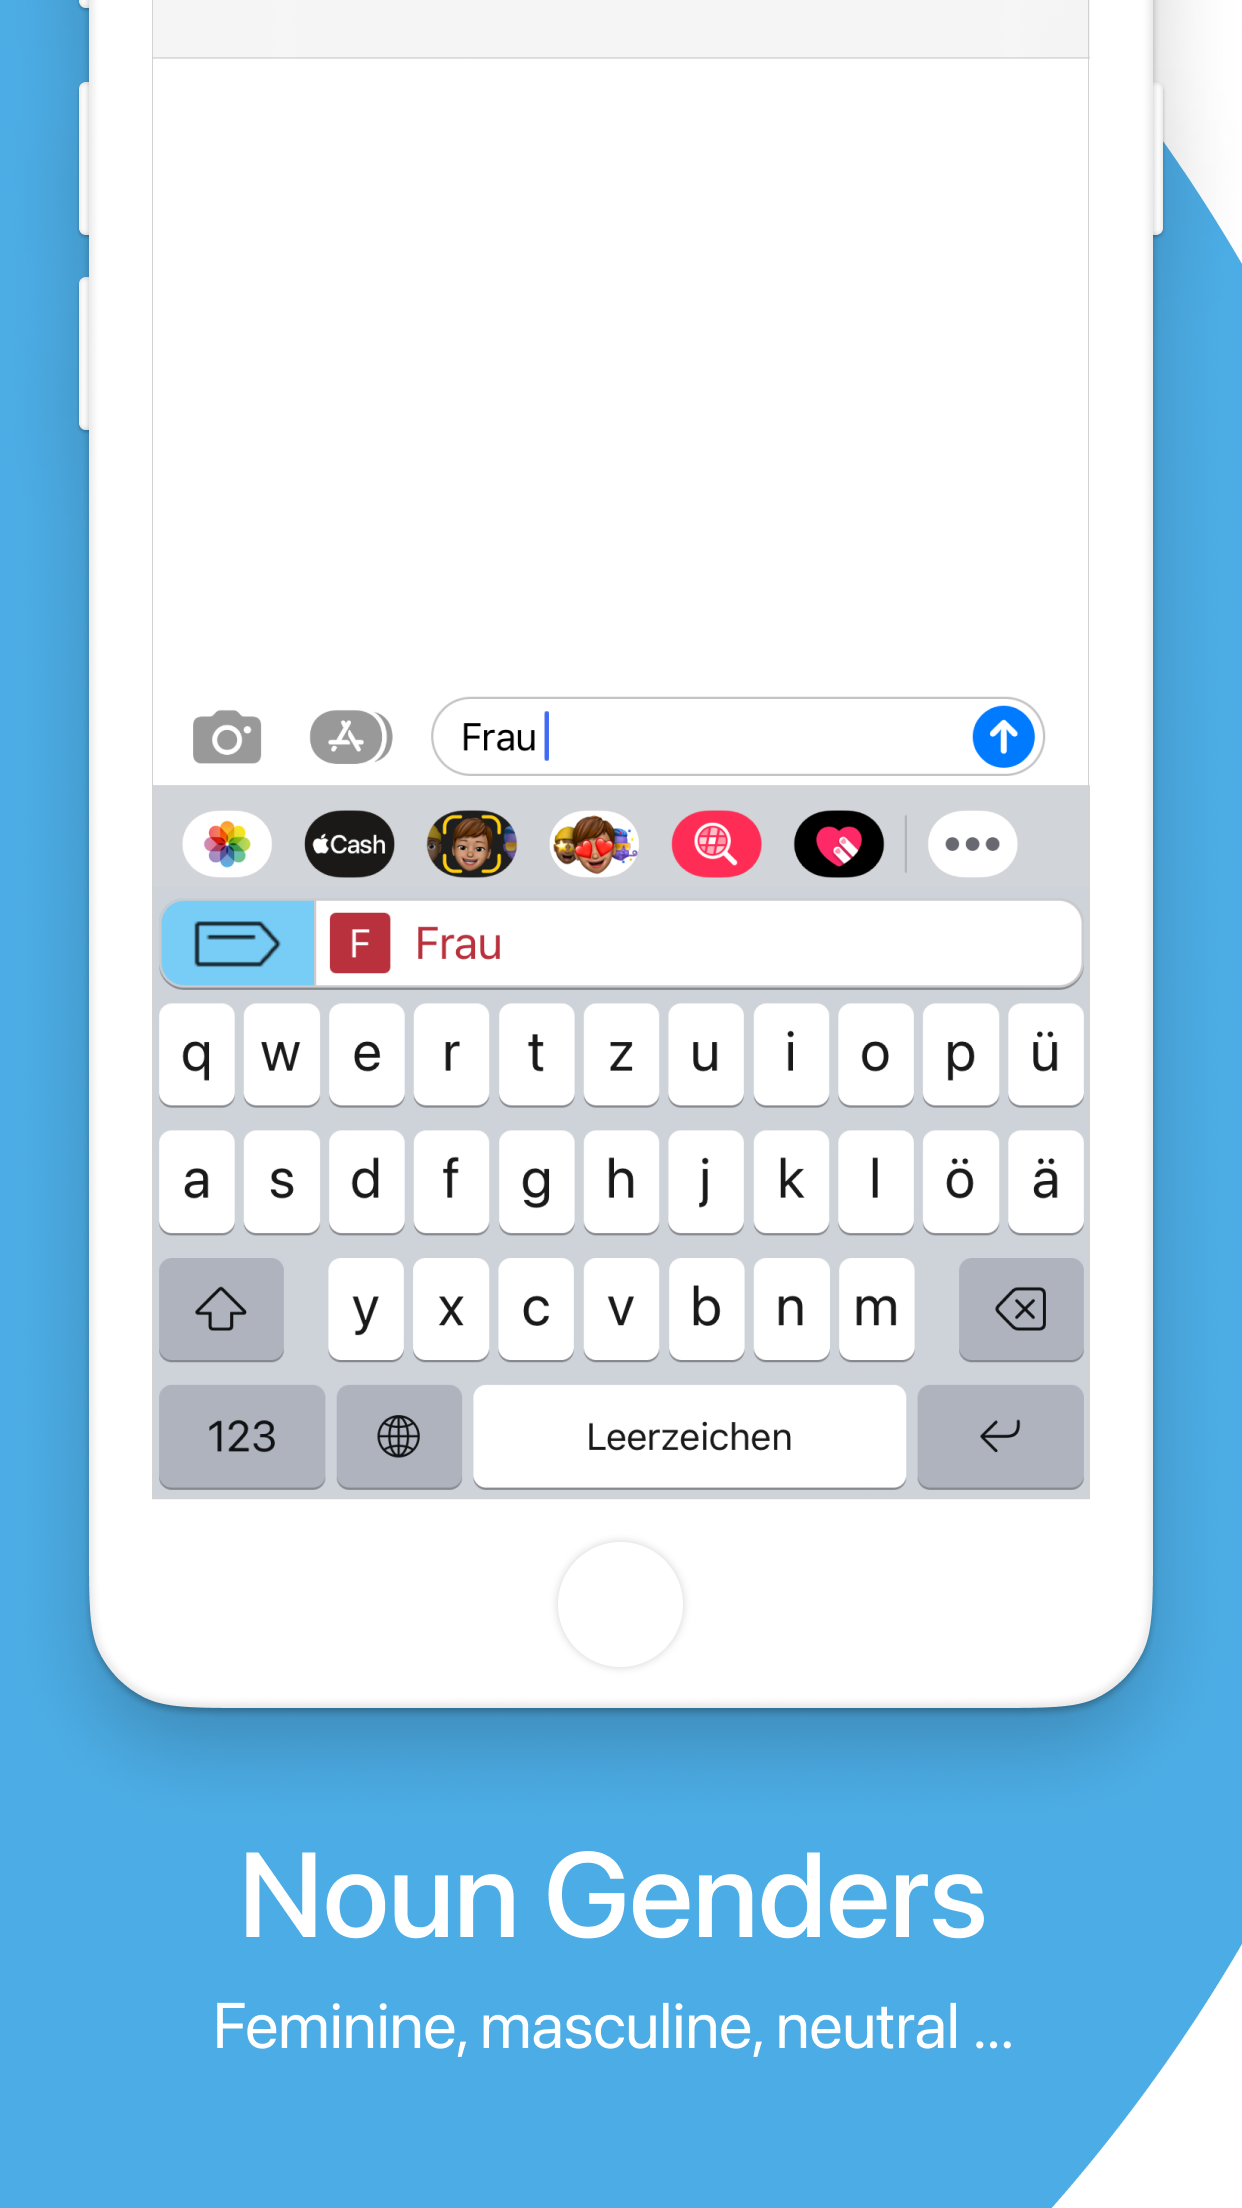 Frau
Cash
F Frau
q w e r t z u i o p ü
a s d f g h j k l ö ä
y x c v b n m
123 Leerzeichen
Noun Genders
Feminine, masculine, neutral ...